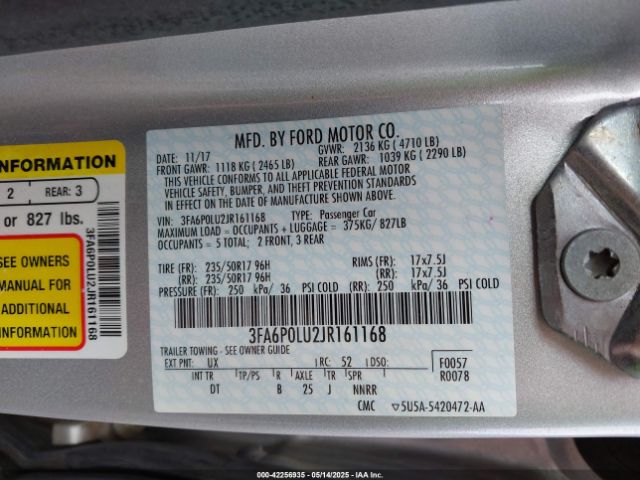 INFORMATION
2 REAR: 3
or 827 lbs.
SEE OWNERS
MANUAL FOR
ADDITIONAL
INFORMATION
3FA6P0LU2JR161168
MFD. BY FORD MOTOR CO.
DATE: 11/17 GVWR: 2136 KG ( 4710 LB)
FRONT GAWR: 1118 KG ( 2465 LB) REAR GAWR: 1039 KG ( 2290 LB)
THIS VEHICLE CONFORMS TO ALL APPLICABLE FEDERAL MOTOR
VEHICLE SAFETY, BUMPER, AND THEFT PREVENTION STANDARDS
IN EFFECT ON THE DATE OF MANUFACTURE SHOWN ABOVE.
VIN: 3FA6P0LU2JR161168 TYPE: Passenger Car
MAXIMUM LOAD = OCCUPANTS + LUGGAGE = 375KG/ 827LB
OCCUPANTS = 5 TOTAL; 2 FRONT, 3 REAR
TIRE (FR): 235/50R17 96H RIMS (FR): 17x7.5J
(RR): 235/50R17 96H (RR): 17x7.5J
PRESSURE (FR): 250 kPa/ 36 PSI COLD (RR): 250 kPa/ 36 PSI COLD
3FA6P0LU2JR161168
TRAILER TOWING - SEE OWNER GUIDE
EXT PNT: UX RC: 52 DSO: F0057
INT TR TP/PS R AXLE TR SPR R0078
DT B 25 J NNRR
CMC ▽5U5A-5420472-AA
000-42256935 - 05/14/2025 - IAA Inc.